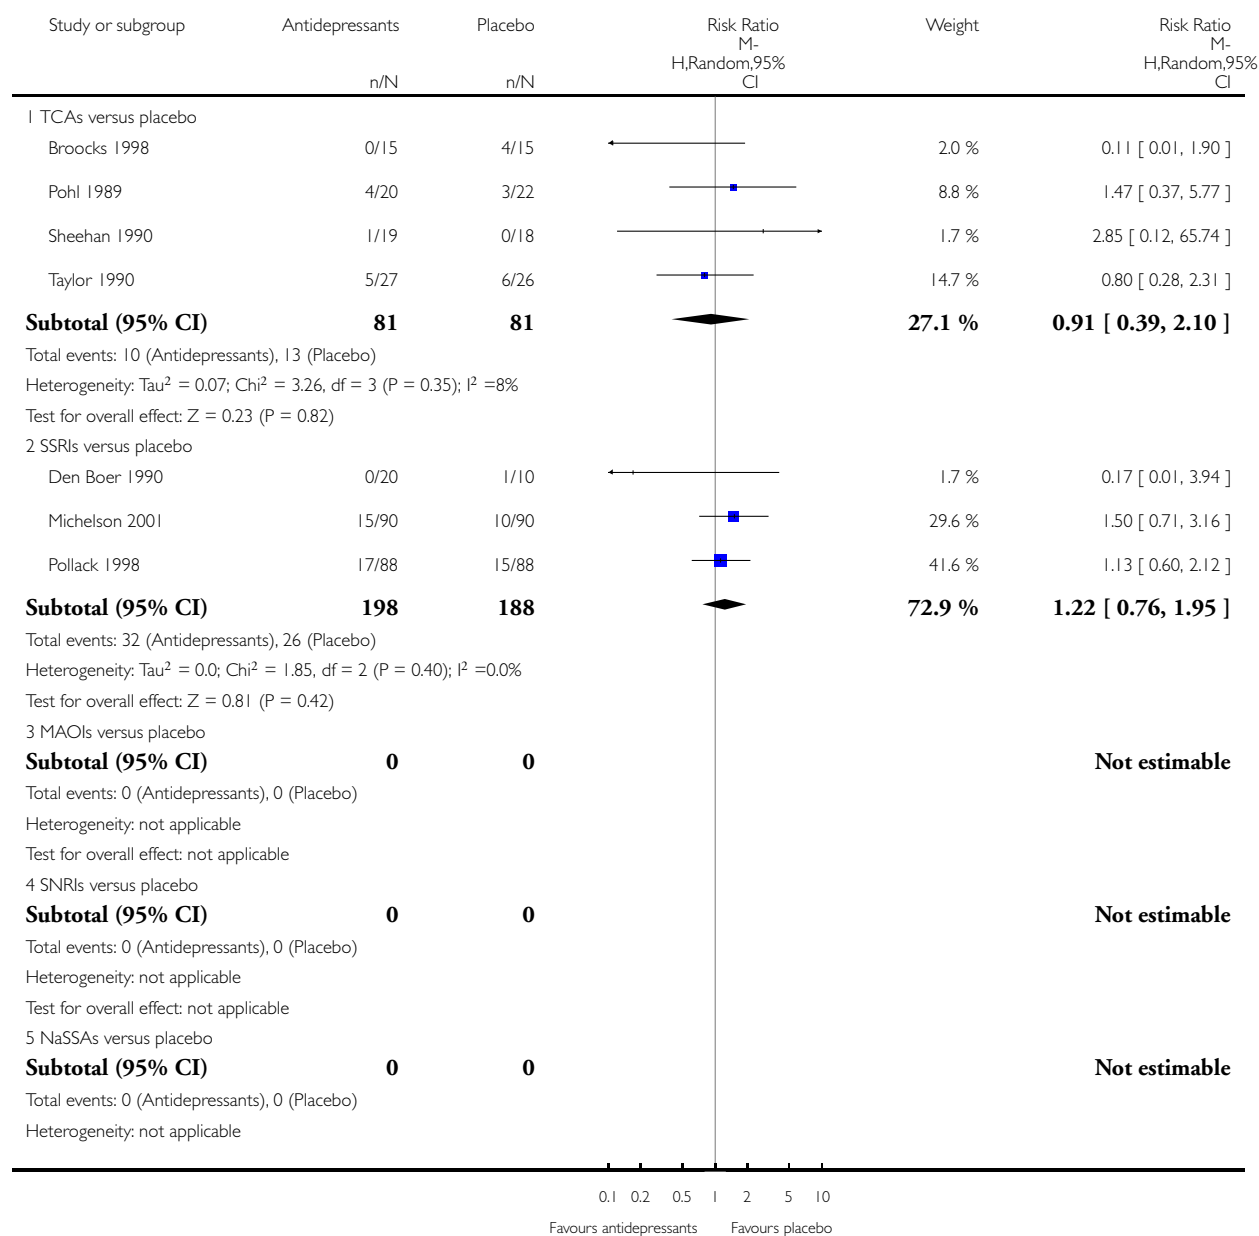 Study or subgroup Antidepressants Placebo Risk Ratio Weight Risk Ratio
M- M-
H,Random,95% H,Random,95%
n/N n/N CI CI
1 TCAs versus placebo
Broocks 1998 0/15 4/15 2.0 % 0.11 [ 0.01, 1.90 ]
Pohl 1989 4/20 3/22 8.8 % 1.47 [ 0.37, 5.77 ]
Sheehan 1990 1/19 0/18 1.7 % 2.85 [ 0.12, 65.74 ]
Taylor 1990 5/27 6/26 14.7 % 0.80 [ 0.28, 2.31 ]
Subtotal (95% CI) 81 81 27.1 % 0.91 [ 0.39, 2.10 ]
Total events: 10 (Antidepressants), 13 (Placebo)
Heterogeneity: Tau² = 0.07; Chi² = 3.26, df = 3 (P = 0.35); I² =8%
Test for overall effect: Z = 0.23 (P = 0.82)
2 SSRIs versus placebo
Den Boer 1990 0/20 1/10 1.7 % 0.17 [ 0.01, 3.94 ]
Michelson 2001 15/90 10/90 29.6 % 1.50 [ 0.71, 3.16 ]
Pollack 1998 17/88 15/88 41.6 % 1.13 [ 0.60, 2.12 ]
Subtotal (95% CI) 198 188 72.9 % 1.22 [ 0.76, 1.95 ]
Total events: 32 (Antidepressants), 26 (Placebo)
Heterogeneity: Tau² = 0.0; Chi² = 1.85, df = 2 (P = 0.40); I² =0.0%
Test for overall effect: Z = 0.81 (P = 0.42)
3 MAOIs versus placebo
Subtotal (95% CI) 0 0 Not estimable
Total events: 0 (Antidepressants), 0 (Placebo)
Heterogeneity: not applicable
Test for overall effect: not applicable
4 SNRIs versus placebo
Subtotal (95% CI) 0 0 Not estimable
Total events: 0 (Antidepressants), 0 (Placebo)
Heterogeneity: not applicable
Test for overall effect: not applicable
5 NaSSAs versus placebo
Subtotal (95% CI) 0 0 Not estimable
Total events: 0 (Antidepressants), 0 (Placebo)
Heterogeneity: not applicable
0.1 0.2 0.5 1 2 5 10
Favours antidepressants Favours placebo